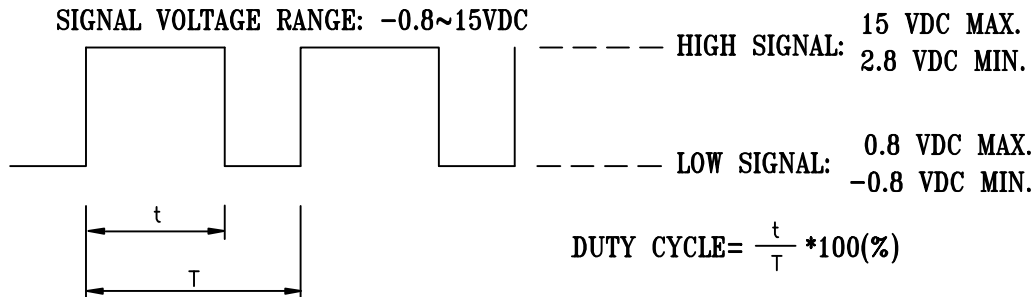 SIGNAL VOLTAGE RANGE: -0.8~15VDC
HIGH SIGNAL: 15 VDC MAX.
2.8 VDC MIN.
LOW SIGNAL: 0.8 VDC MAX.
-0.8 VDC MIN.
t
T
DUTY CYCLE= t/T *100(%)